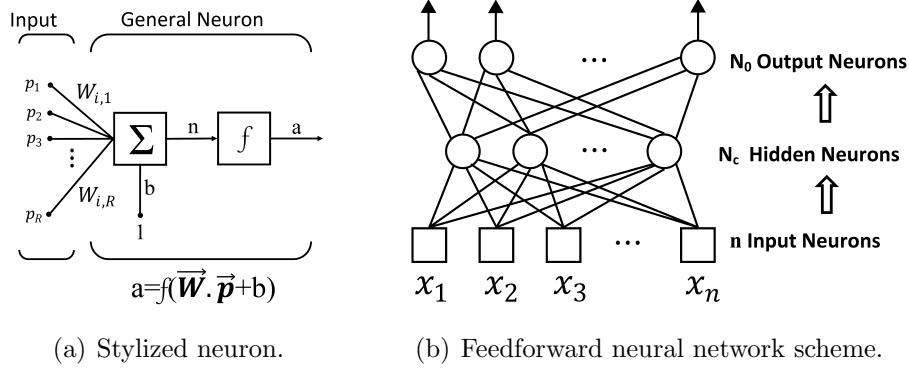 Input
General Neuron
p1
p2
p3
⋮
pR
Wi,1
Wi,R
Σ
n
f
a
b
1
a=f(W⃗.p⃗+b)
(a) Stylized neuron.
...
N0 Output Neurons
...
Nc Hidden Neurons
...
n Input Neurons
x1 x2 x3 xn
(b) Feedforward neural network scheme.